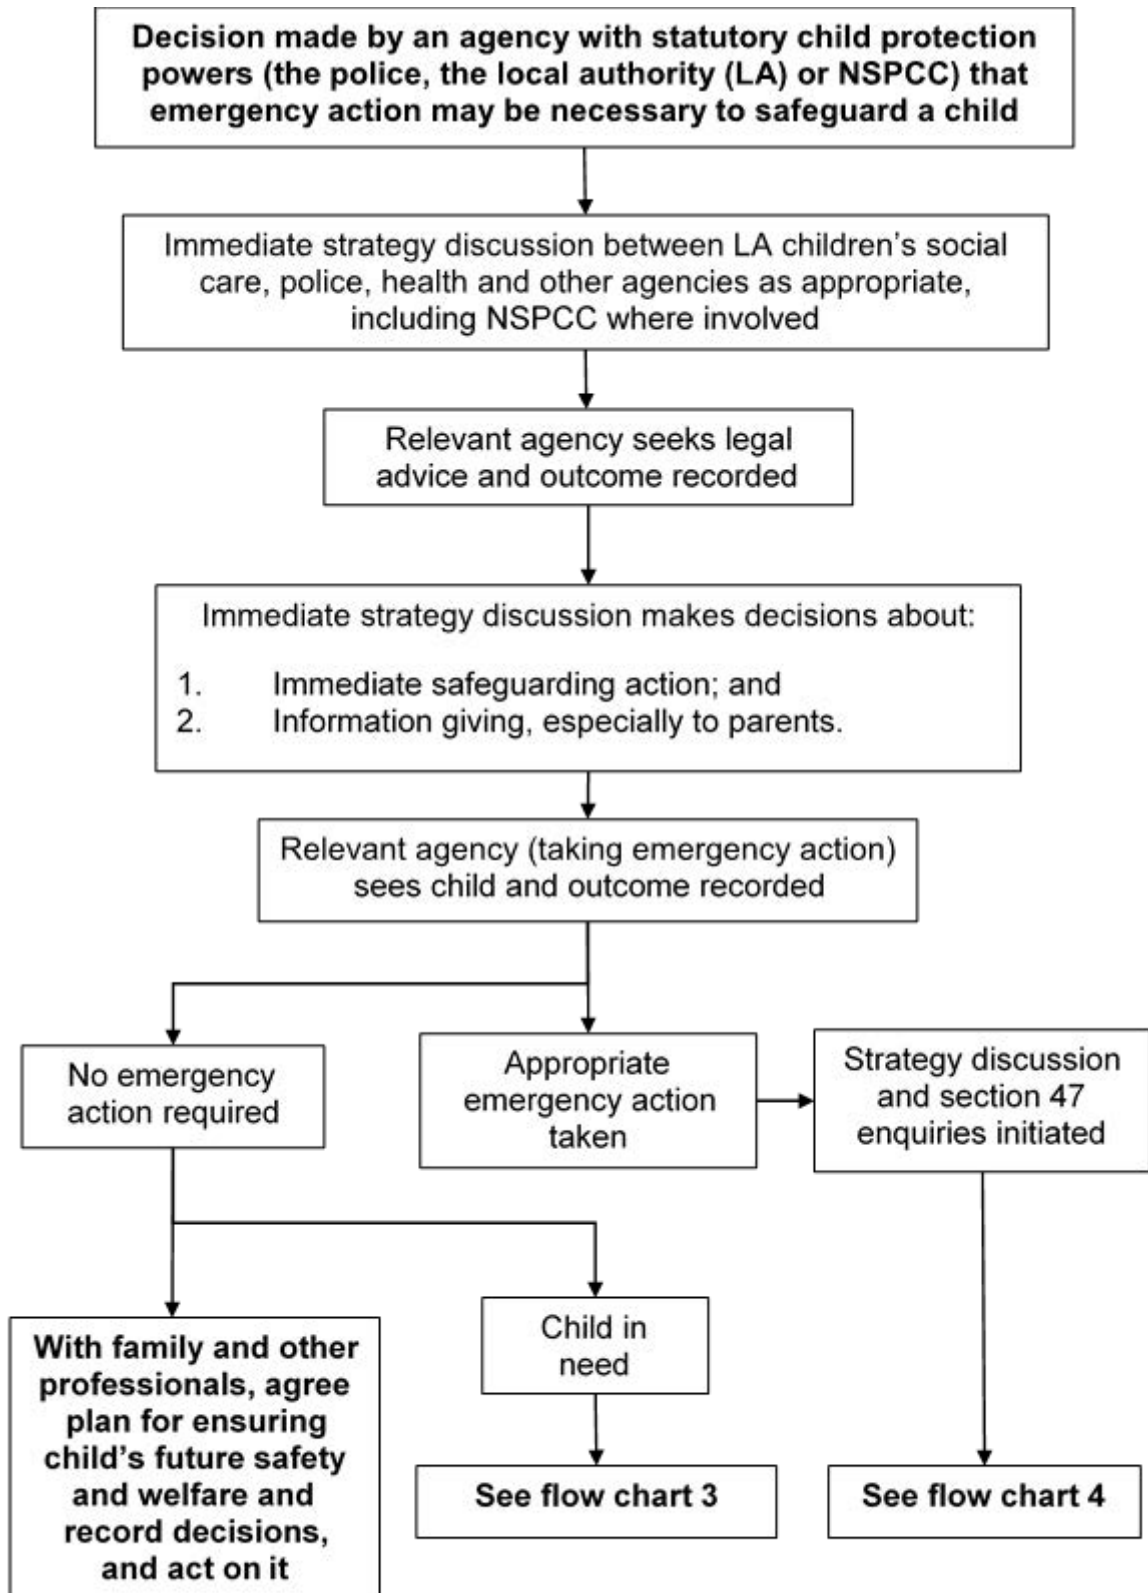 Decision made by an agency with statutory child protection
powers (the police, the local authority (LA) or NSPCC) that
emergency action may be necessary to safeguard a child
Immediate strategy discussion between LA children's social
care, police, health and other agencies as appropriate,
including NSPCC where involved
Relevant agency seeks legal
advice and outcome recorded
Immediate strategy discussion makes decisions about:
1. Immediate safeguarding action; and
2. Information giving, especially to parents.
Relevant agency (taking emergency action)
sees child and outcome recorded
No emergency
action required
Appropriate
emergency action
taken
Strategy discussion
and section 47
enquiries initiated
With family and other
professionals, agree
plan for ensuring
child's future safety
and welfare and
record decisions,
and act on it
Child in
need
See flow chart 3
See flow chart 4